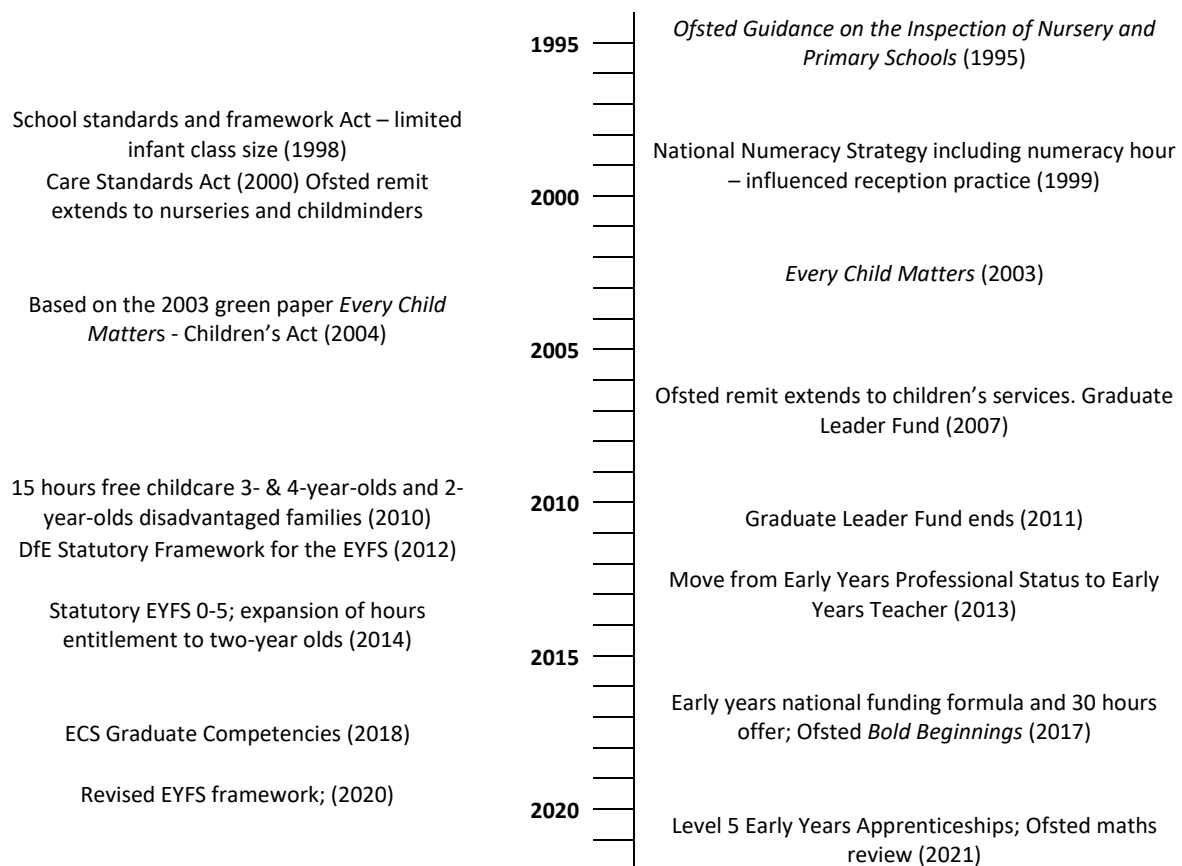 1995
Ofsted Guidance on the Inspection of Nursery and
Primary Schools (1995)
School standards and framework Act – limited
infant class size (1998)
National Numeracy Strategy including numeracy hour
– influenced reception practice (1999)
Care Standards Act (2000) Ofsted remit
extends to nurseries and childminders
2000
Every Child Matters (2003)
Based on the 2003 green paper Every Child
Matters - Children’s Act (2004)
2005
Ofsted remit extends to children’s services. Graduate
Leader Fund (2007)
15 hours free childcare 3- & 4-year-olds and 2-
year-olds disadvantaged families (2010)
2010
Graduate Leader Fund ends (2011)
DfE Statutory Framework for the EYFS (2012)
Move from Early Years Professional Status to Early
Years Teacher (2013)
Statutory EYFS 0-5; expansion of hours
entitlement to two-year olds (2014)
2015
Early years national funding formula and 30 hours
offer; Ofsted Bold Beginnings (2017)
ECS Graduate Competencies (2018)
Revised EYFS framework; (2020)
2020
Level 5 Early Years Apprenticeships; Ofsted maths
review (2021)